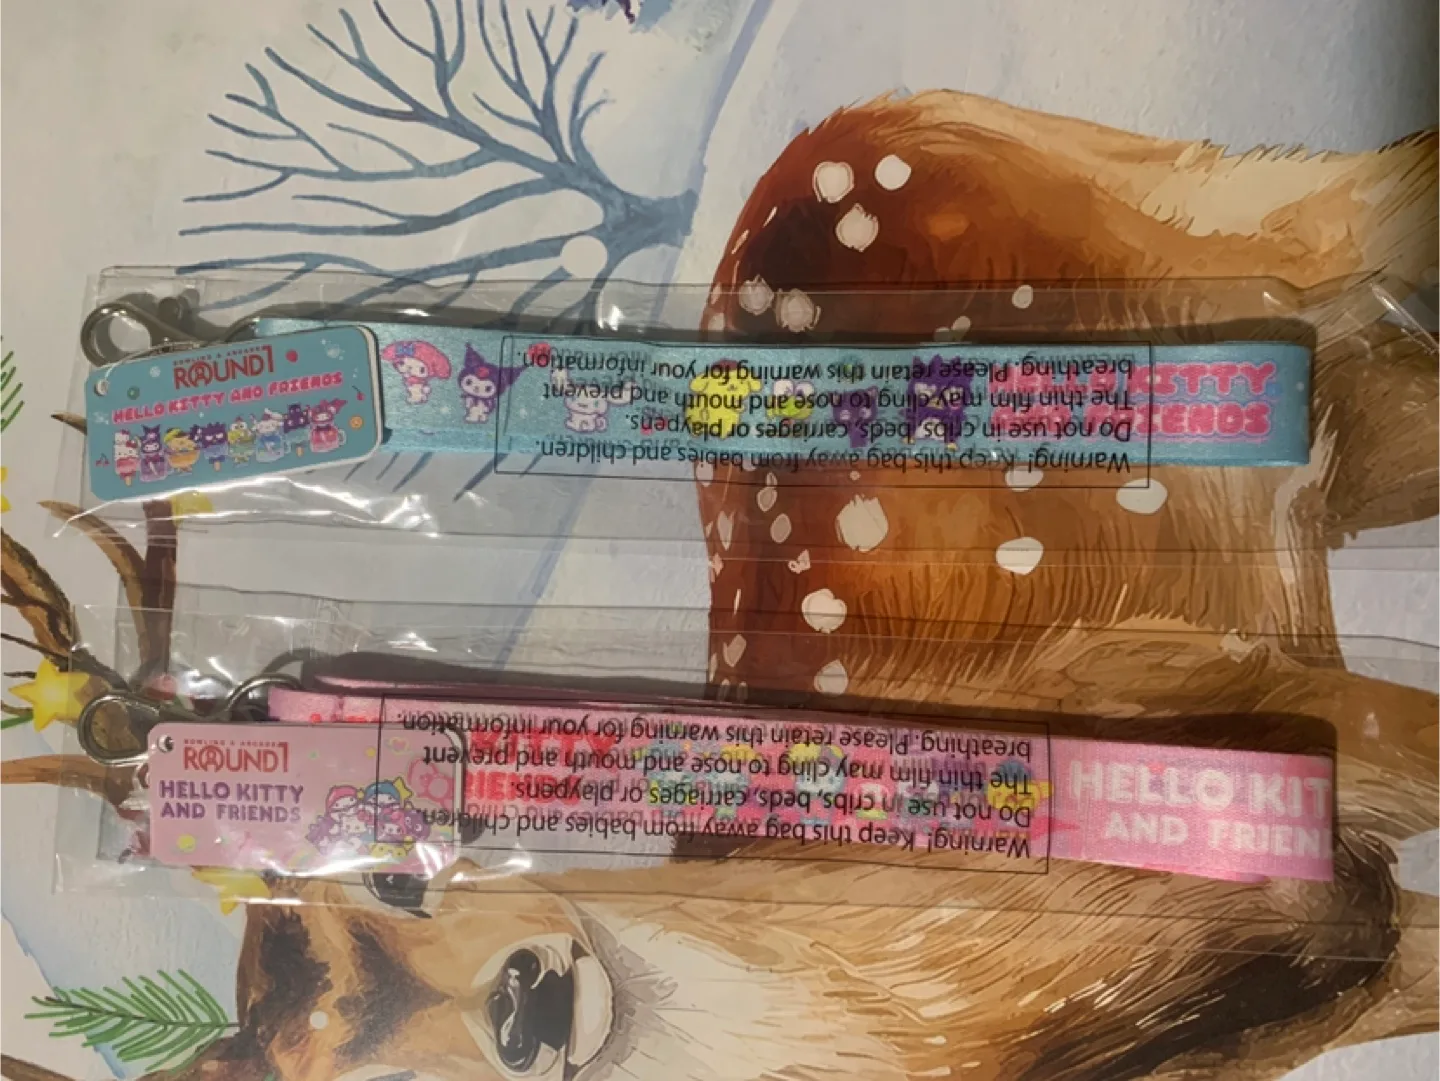 BOWLING & ARCADE
ROUND1
HELLO KITTY AND FRIENDS
HELLO KITTY
AND FRIENDS
Warning! Keep this bag away from babies and children.
Do not use in cribs, beds, carriages or playpens.
The thin film may cling to nose and mouth and prevent
breathing. Please retain this warning for your information.
BOWLING & ARCADE
ROUND1
HELLO KITTY
AND FRIENDS
KITTY
FRIENDS
HELLO KIT
AND FRIEN
Warning! Keep this bag away from babies and children.
Do not use in cribs, beds, carriages or playpens.
The thin film may cling to nose and mouth and prevent
breathing. Please retain this warning for your information.